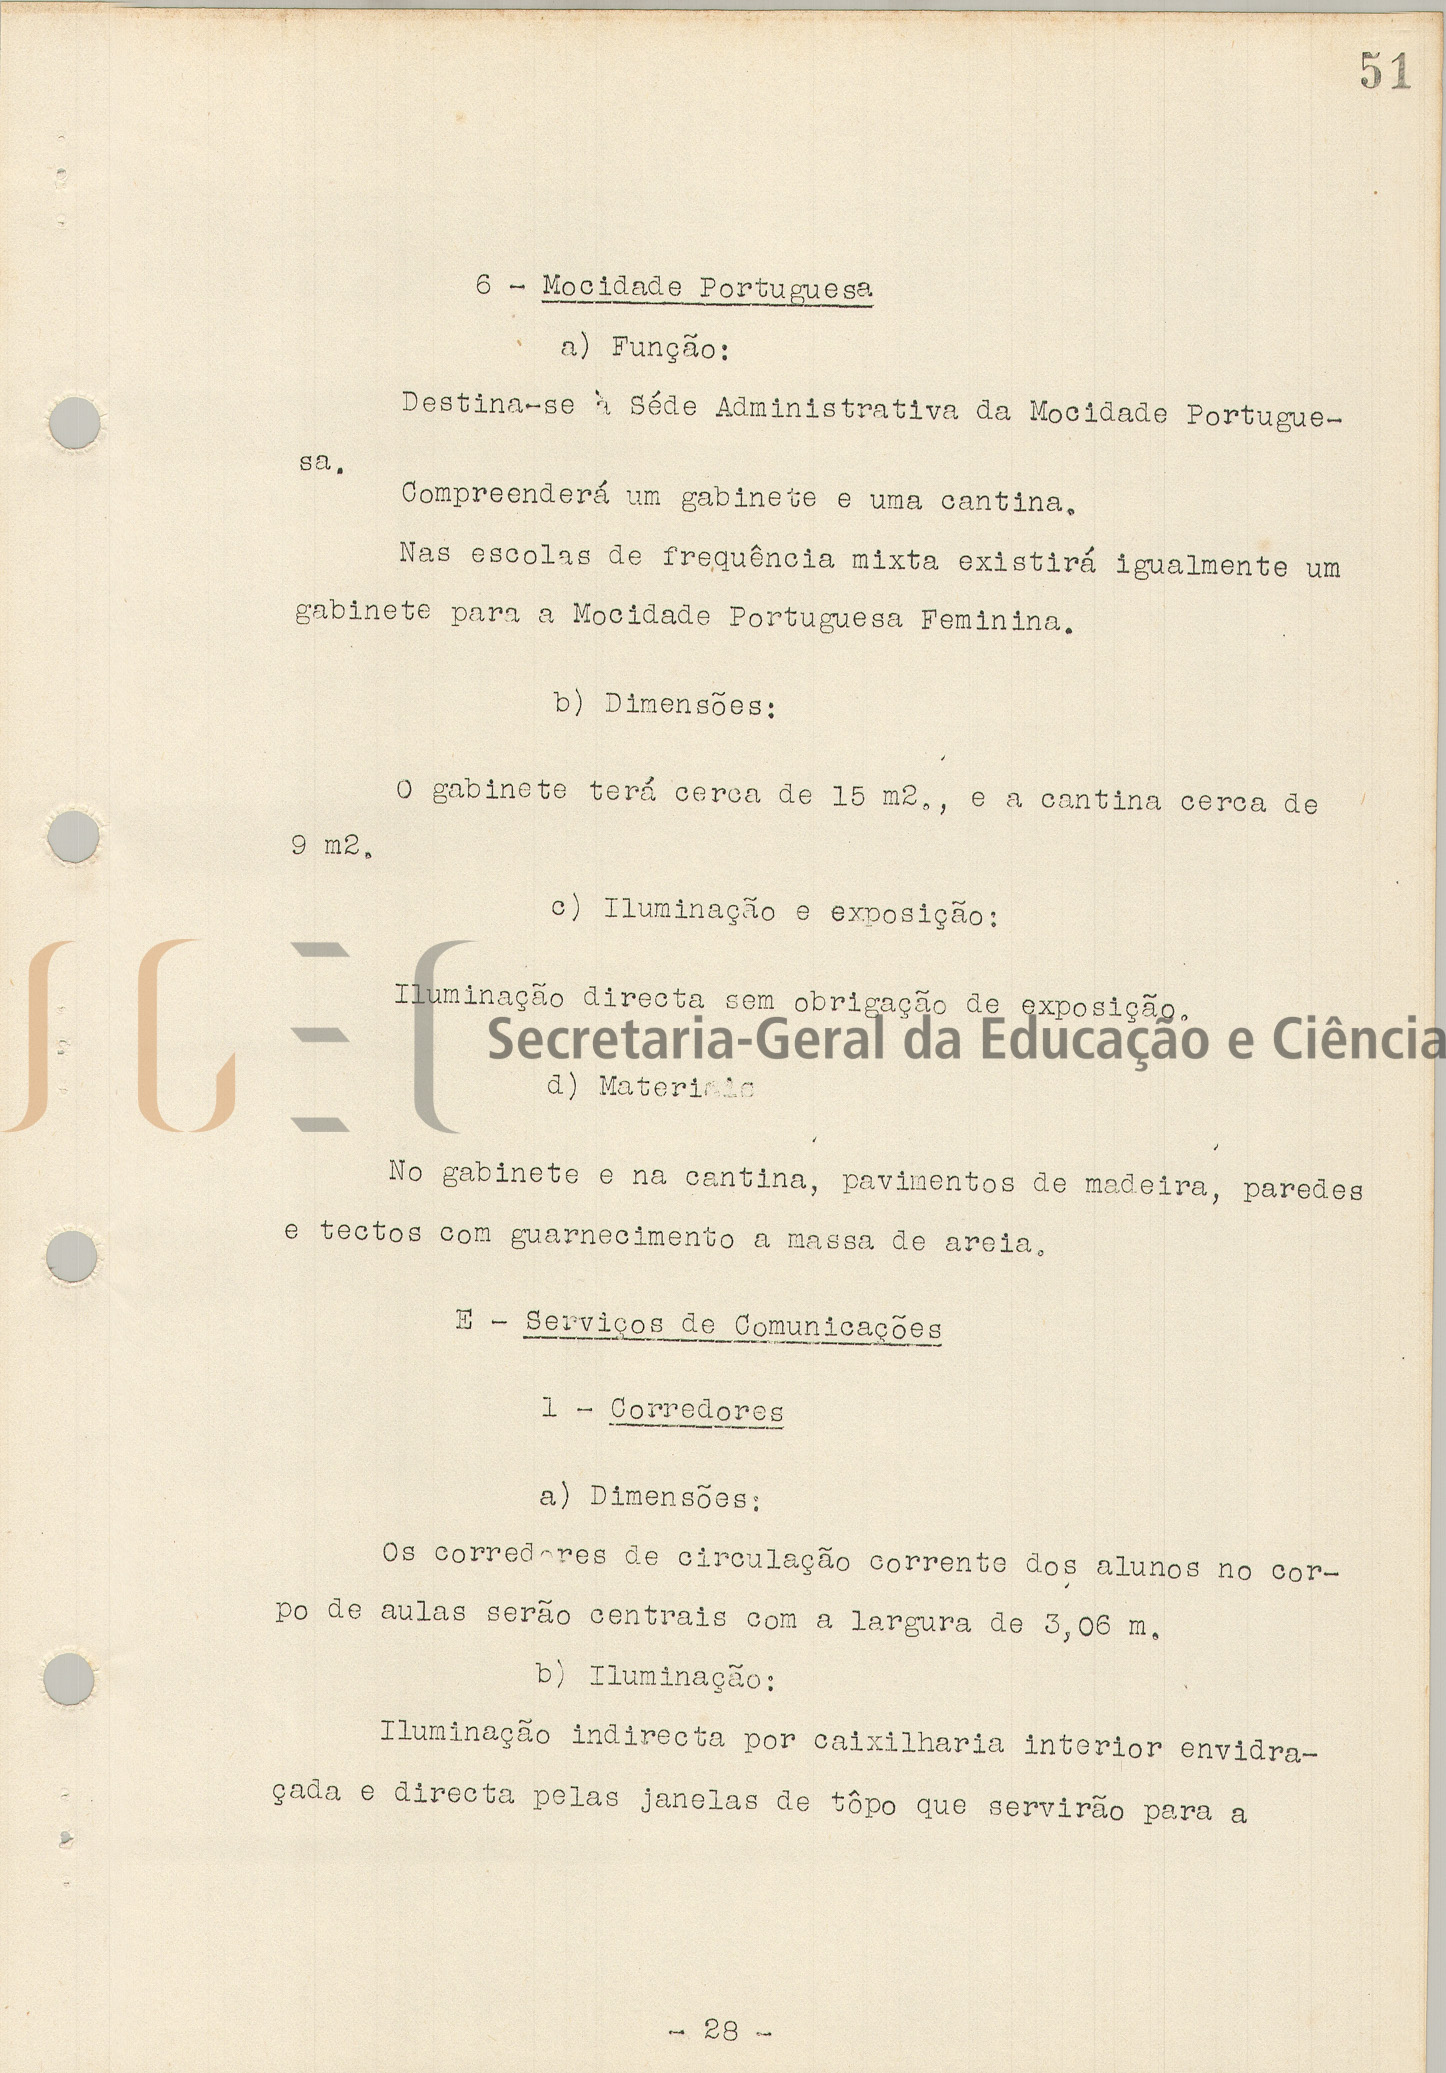 51
6 - Mocidade Portuguesa
a) Função:
Destina-se à Séde Administrativa da Mocidade Portugue-
sa.
Compreenderá um gabinete e uma cantina.
Nas escolas de frequência mixta existirá igualmente um
gabinete para a Mocidade Portuguesa Feminina.
b) Dimensões:
O gabinete terá cerca de 15 m2., e a cantina cerca de
9 m2.
c) Iluminação e exposição:
Iluminação directa sem obrigação de exposição.
SGEC
Secretaria-Geral da Educação e Ciência
d) Materiais
No gabinete e na cantina, pavimentos de madeira, paredes
e tectos com guarnecimento a massa de areia.
E - Serviços de Comunicações
1 - Corredores
a) Dimensões:
Os corredores de circulação corrente dos alunos no cor-
po de aulas serão centrais com a largura de 3,06 m.
b) Iluminação:
Iluminação indirecta por caixilharia interior envidra-
çada e directa pelas janelas de tôpo que servirão para a
- 28 -